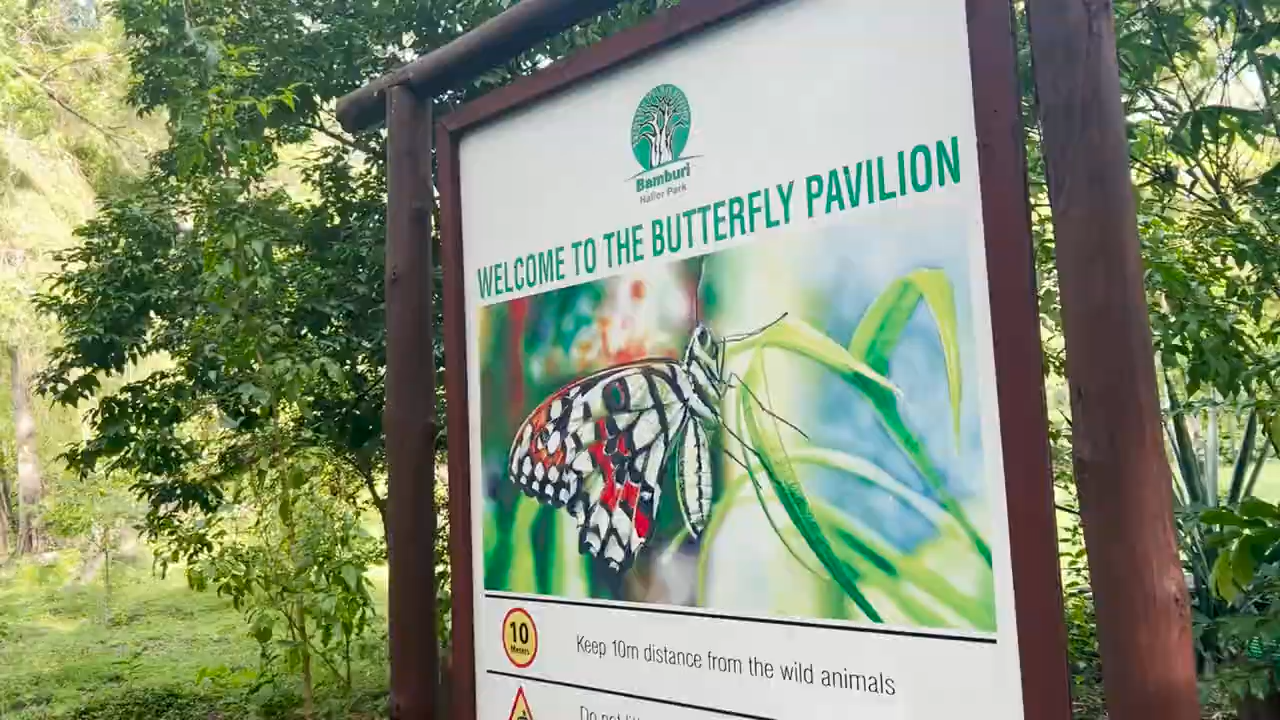 Bamburi
Haller Park
WELCOME TO THE BUTTERFLY PAVILION
10
Meters
Keep 10m distance from the wild animals
Do not